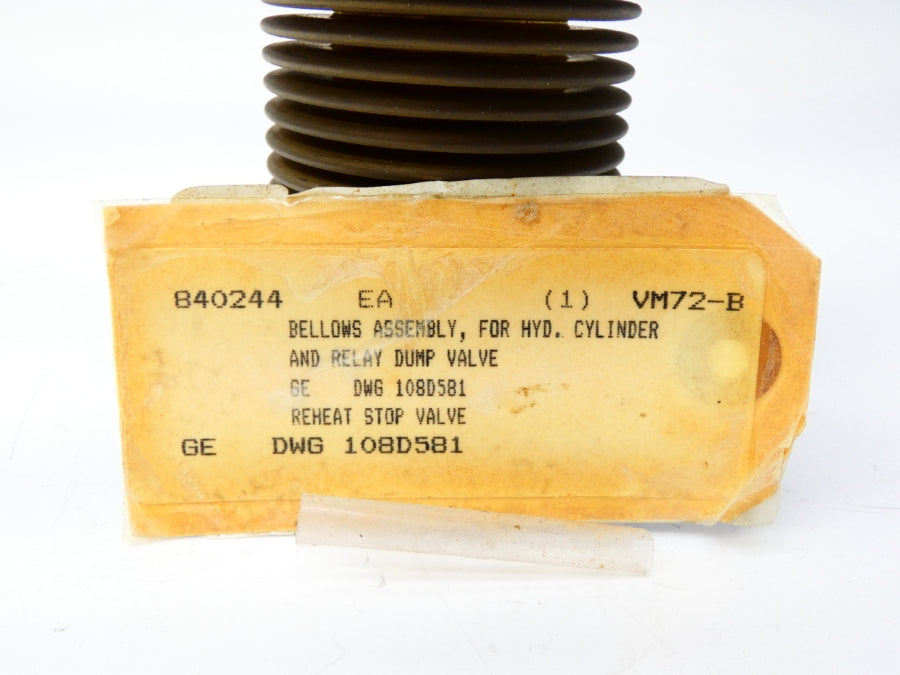 840244 EA (1) VM72-B
BELLOWS ASSEMBLY, FOR HYD. CYLINDER
AND RELAY DUMP VALVE
GE DWG 108D581
REHEAT STOP VALVE
GE DWG 108D581